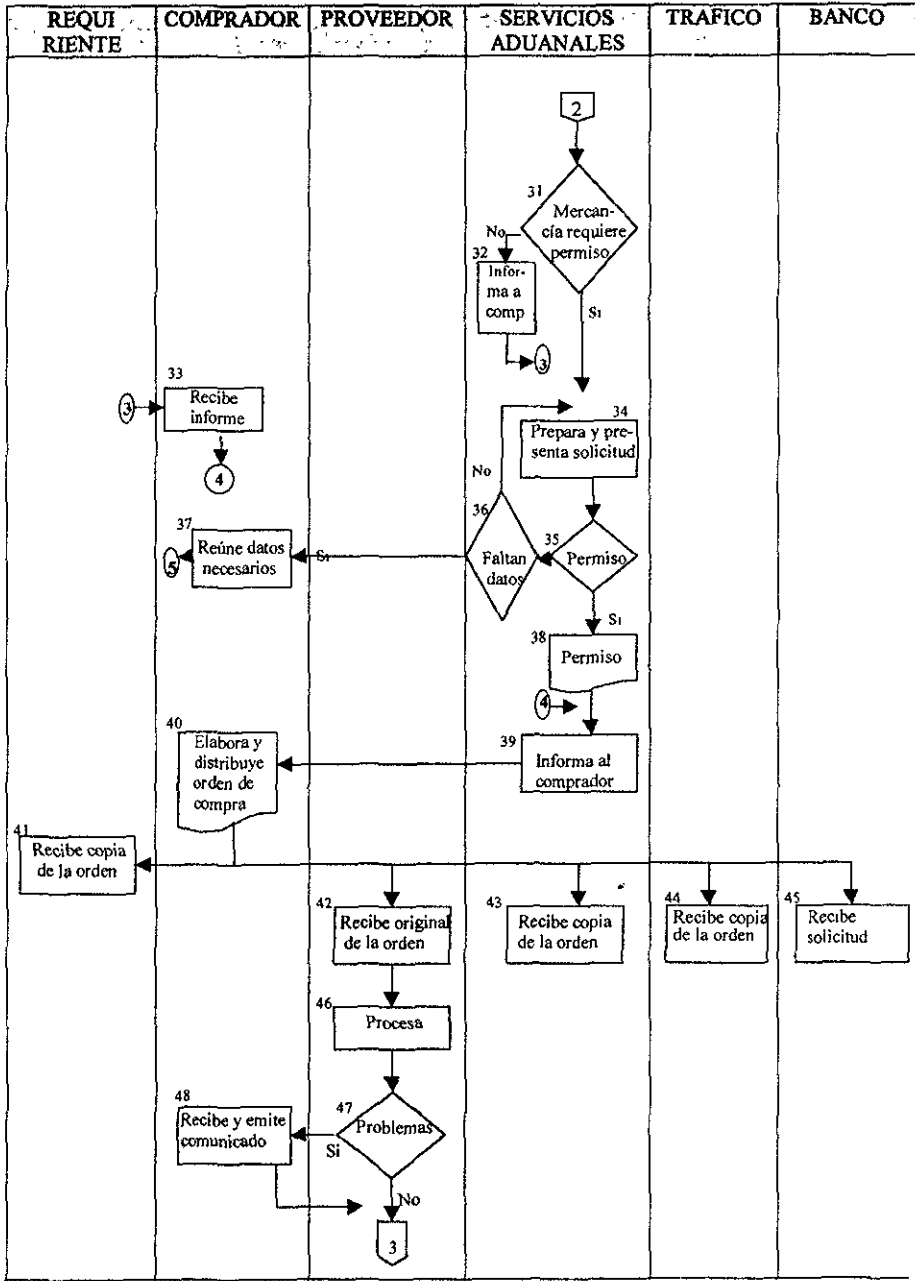 REQUI
RIENTE
COMPRADOR
PROVEEDOR
SERVICIOS
ADUANALES
TRAFICO
BANCO
2
31
Mercan-
cía requiere
permiso
No
32
Infor-
ma a
comp
Si
3
33
3
Recibe
informe
4
34
Prepara y pre-
senta solicitud
No
36
Faltan
datos
35
Permiso
37
Reúne datos
necesarios
5
Si
Si
38
Permiso
4
39
Informa al
comprador
40
Elabora y
distribuye
orden de
compra
41
Recibe copia
de la orden
42
Recibe original
de la orden
43
Recibe copia
de la orden
44
Recibe copia
de la orden
45
Recibe
solicitud
46
Procesa
47
Problemas
48
Recibe y emite
comunicado
Si
No
3